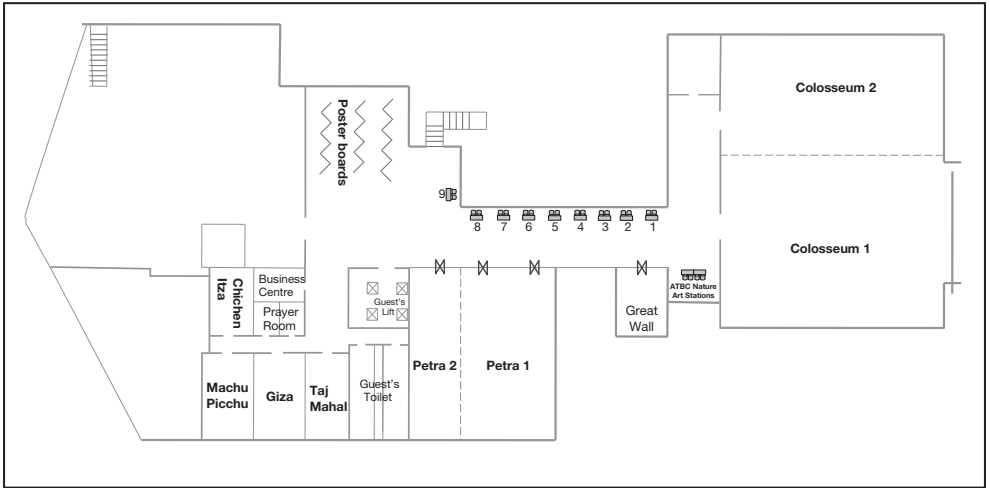 Colosseum 2
Poster boards
9
8
7
6
5
4
3
2
1
Colosseum 1
ATBC Nature
Art Stations
Chichen
Itza
Business
Centre
Prayer
Room
Guest's
Lift
Great
Wall
Petra 2
Petra 1
Machu
Picchu
Giza
Taj
Mahal
Guest's
Toilet